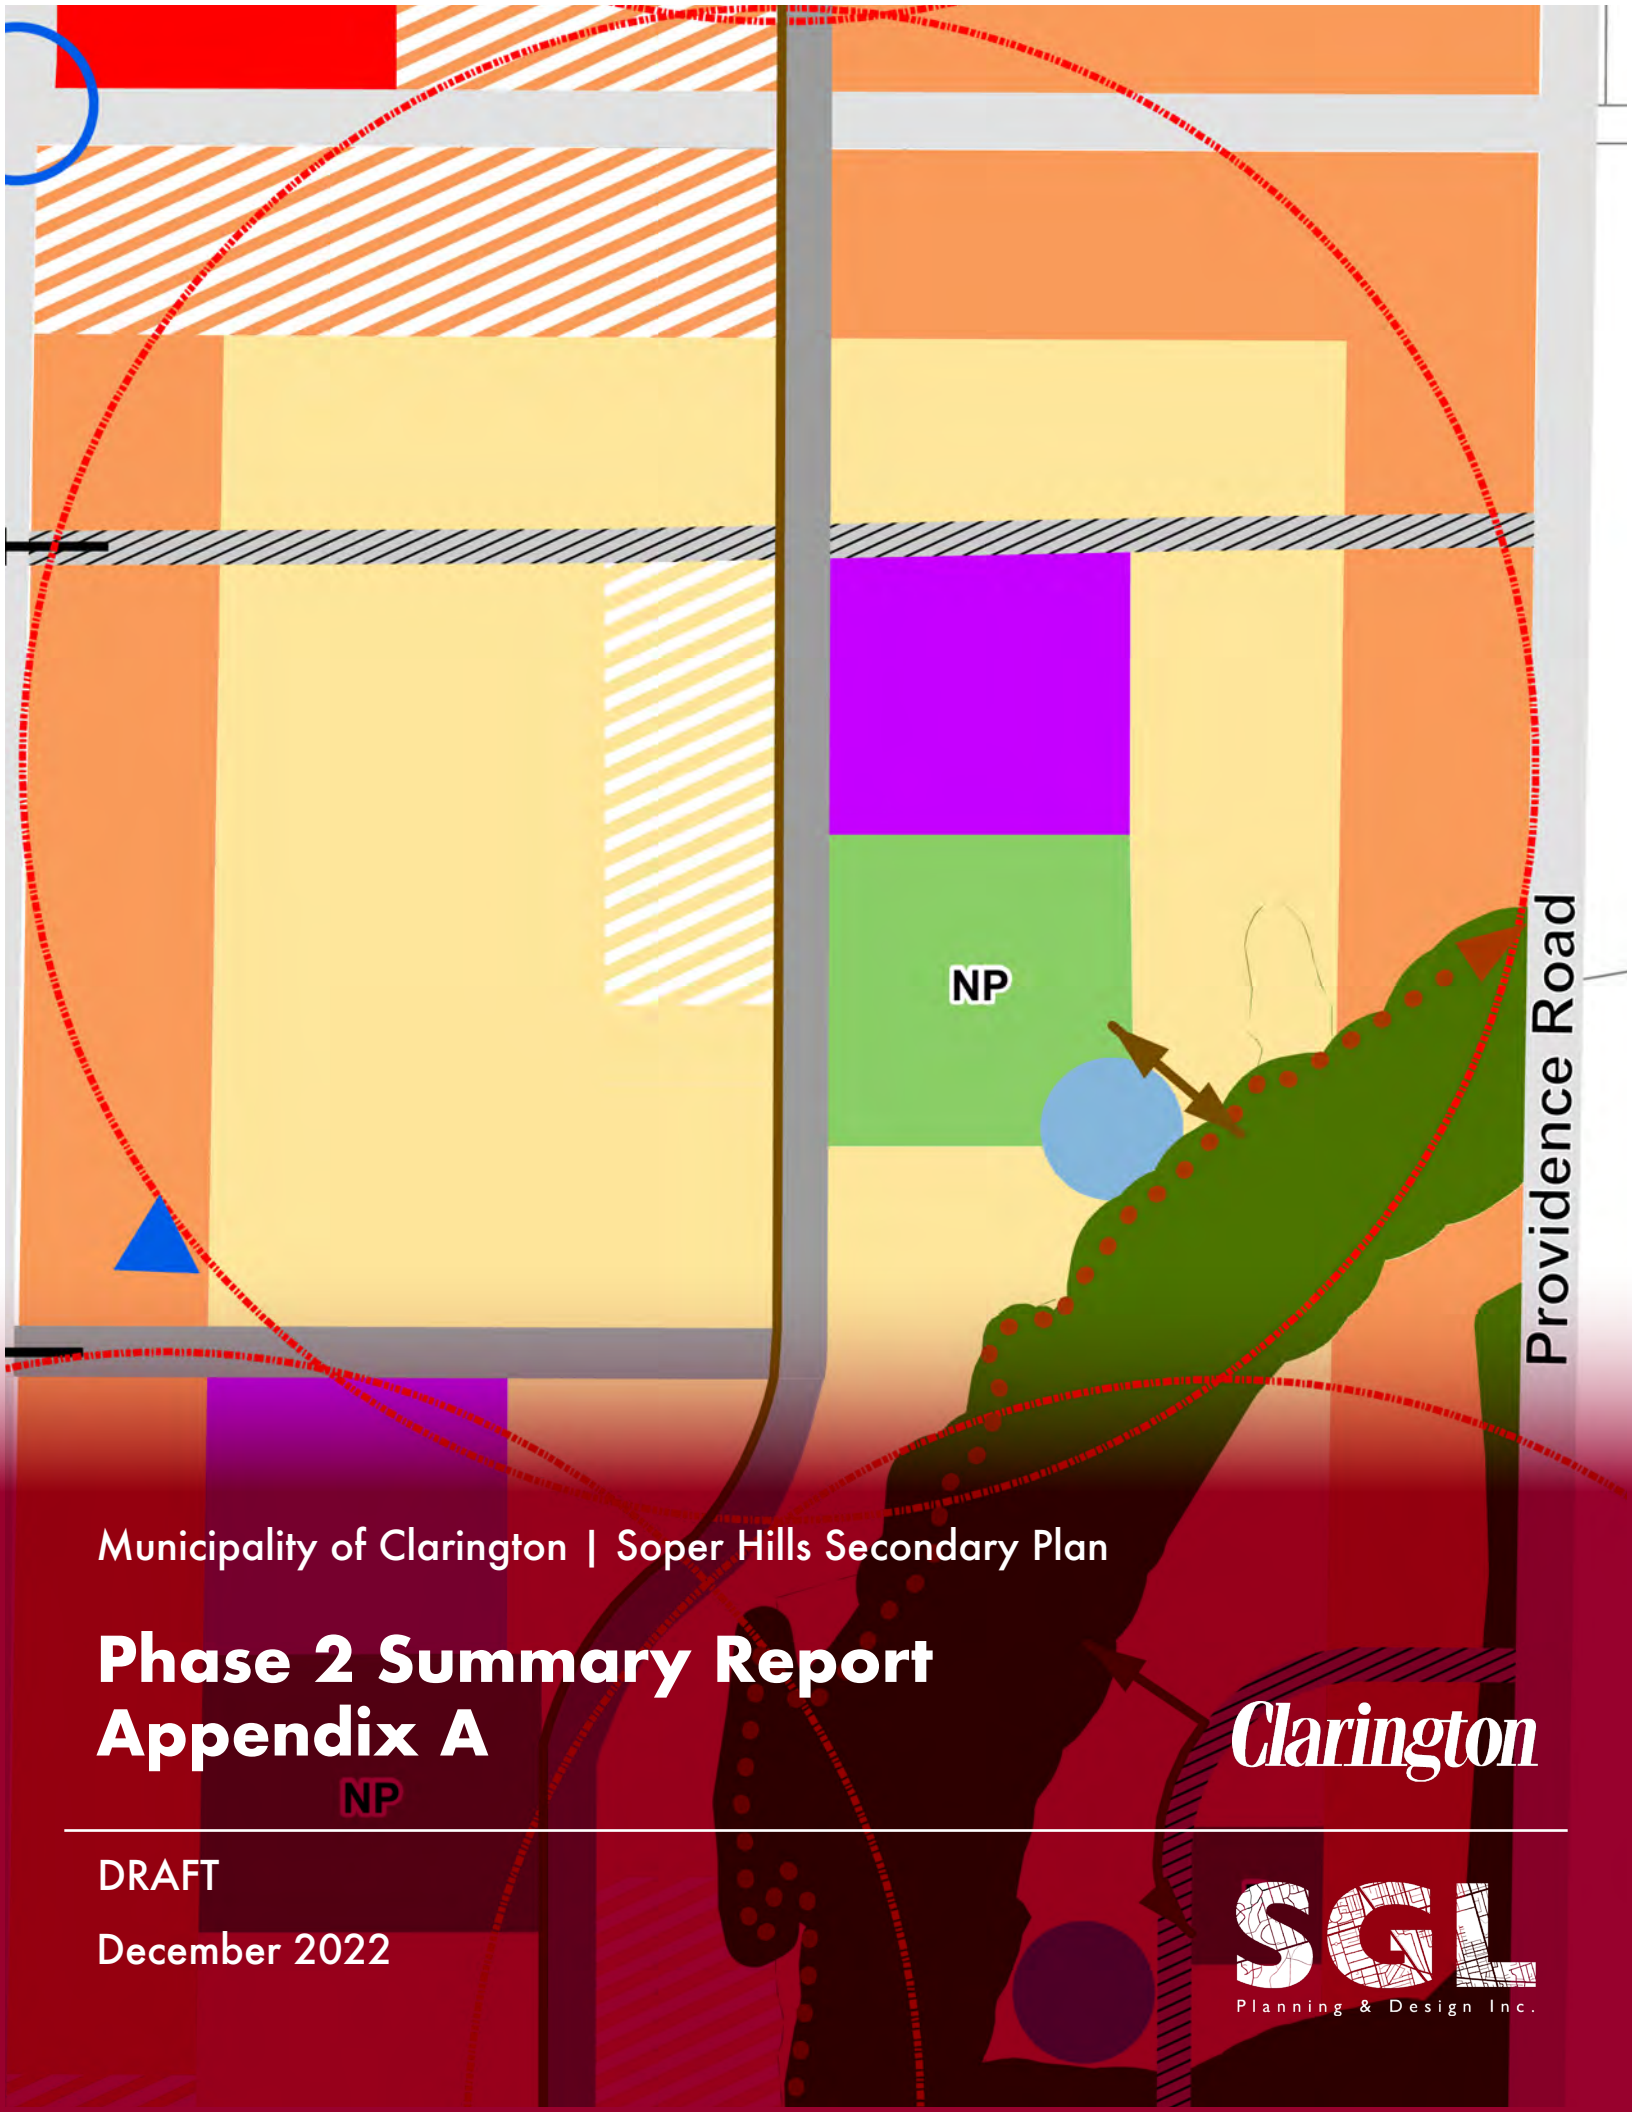 NP
Providence Road
Municipality of Clarington | Soper Hills Secondary Plan
Phase 2 Summary Report
Appendix A
NP
Clarington
DRAFT
December 2022
SGL
Planning & Design Inc.